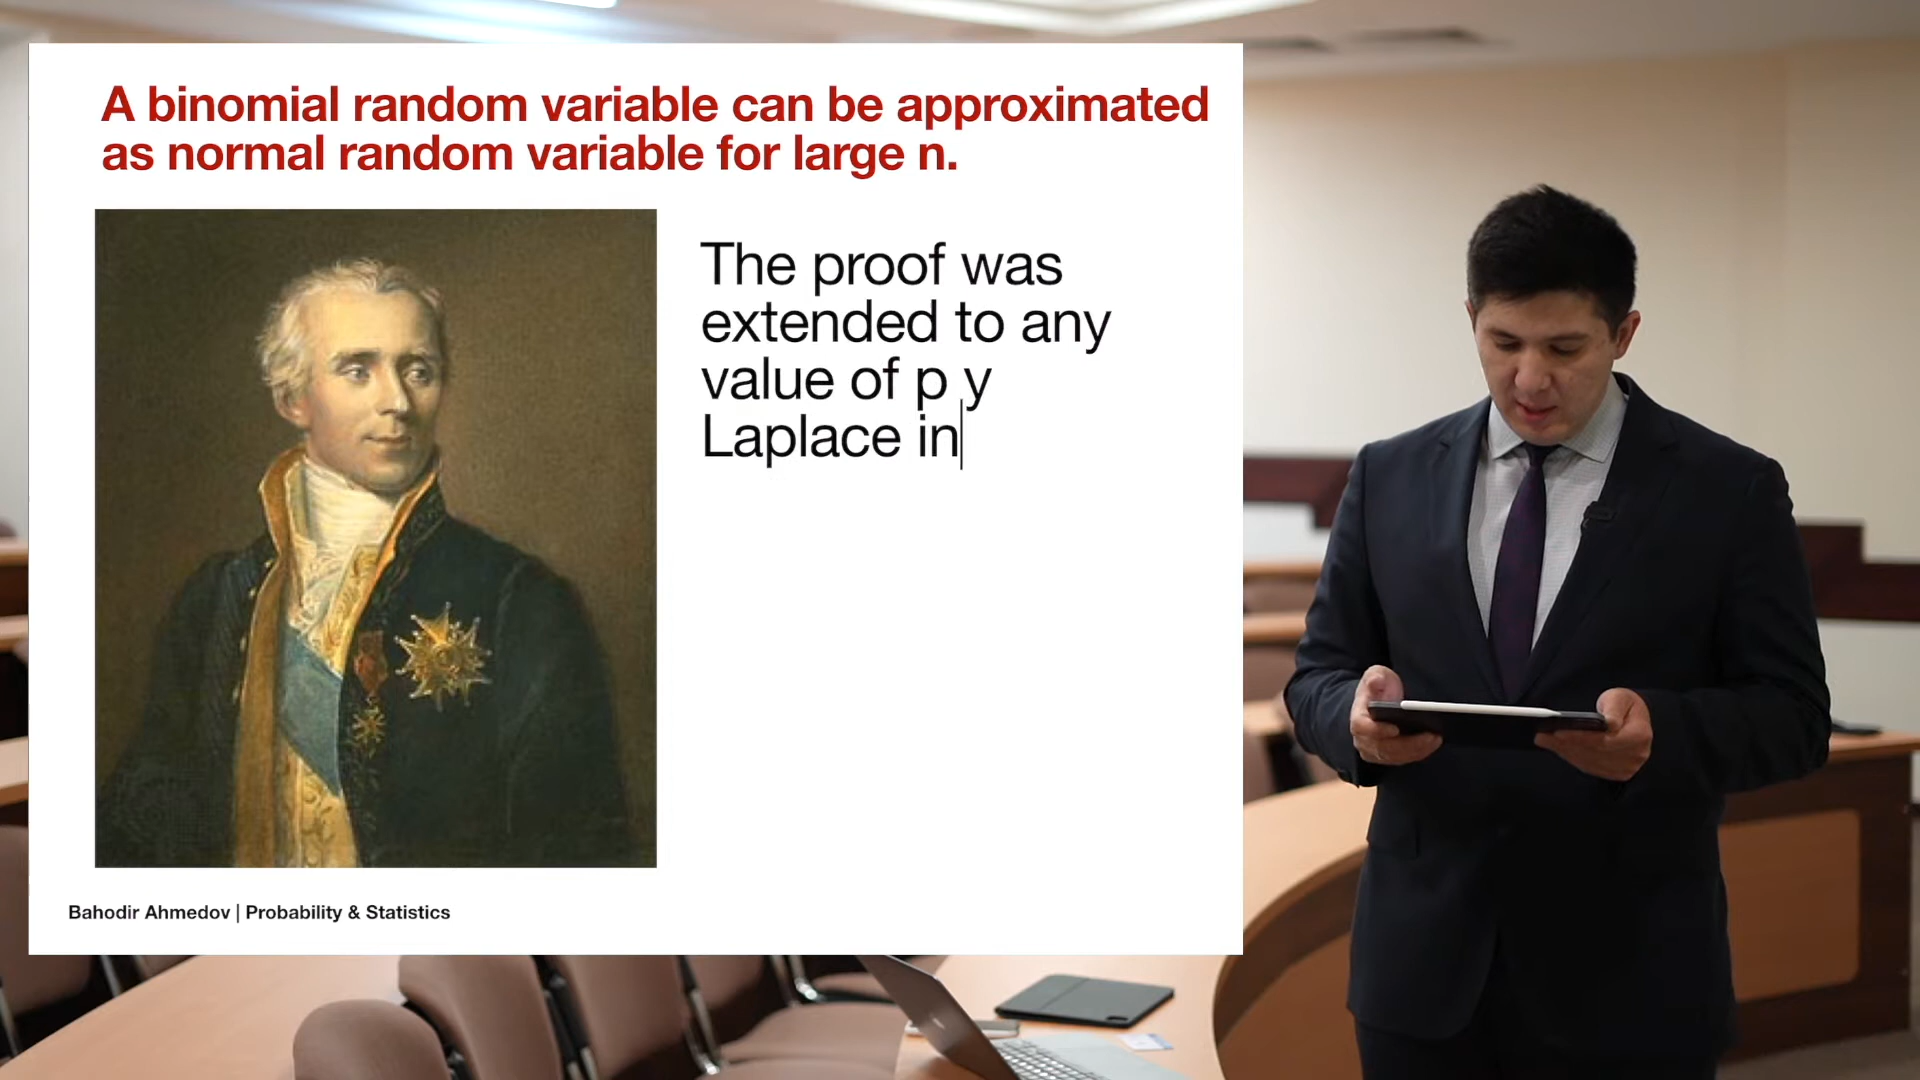 A binomial random variable can be approximated
as normal random variable for large n.
The proof was
extended to any
value of p y
Laplace in
Bahodir Ahmedov | Probability & Statistics